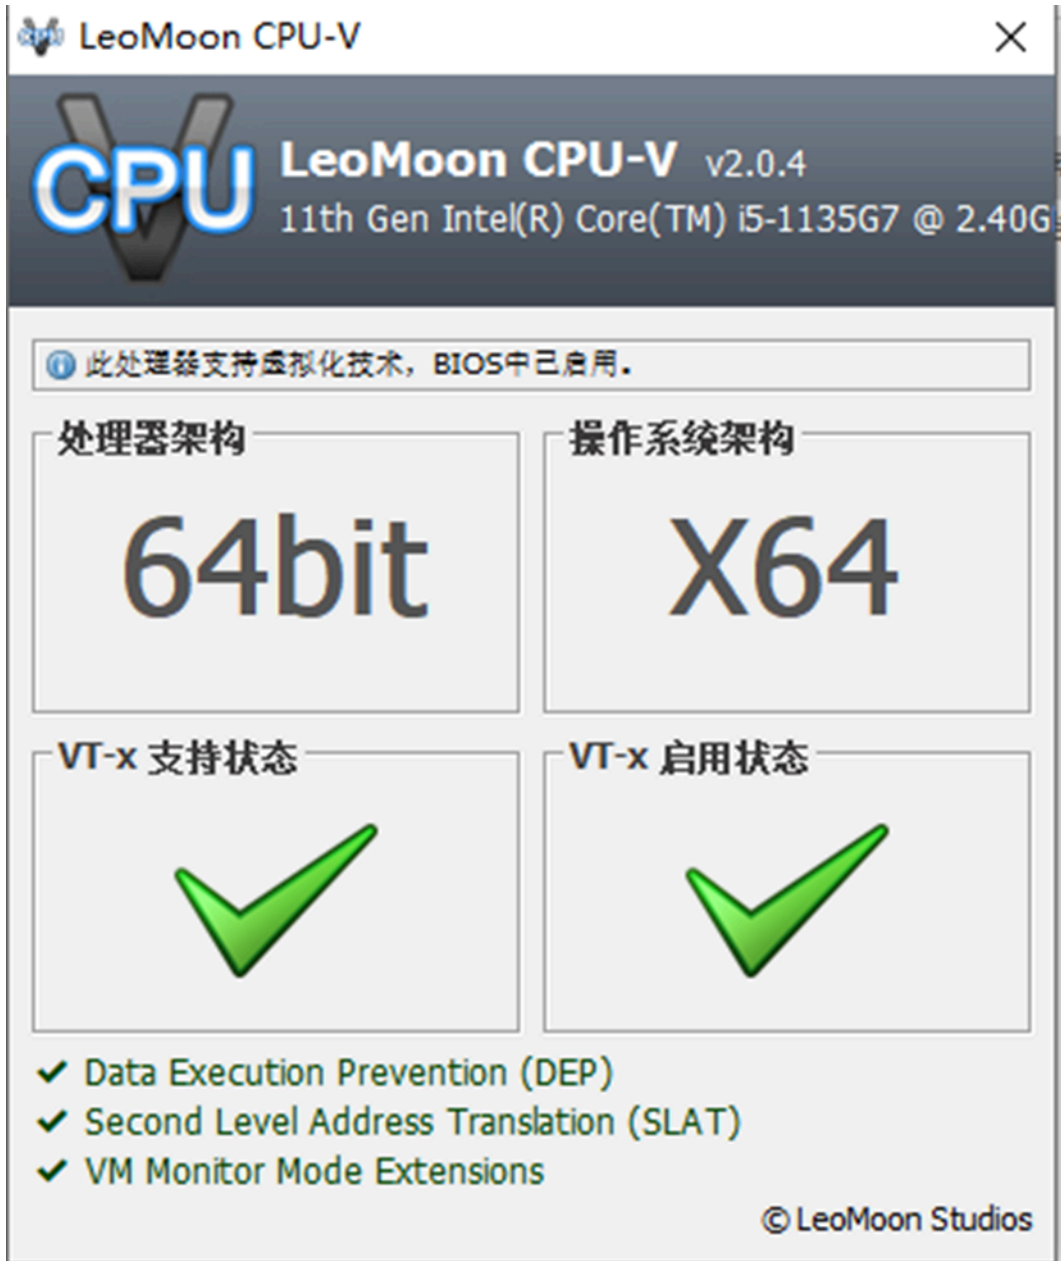 LeoMoon CPU-V
CPU
LeoMoon CPU-V v2.0.4
CPU
11th Gen Intel(R) Core(TM) i5-1135G7 @ 2.40G
此处理器支持虚拟化技术，BIOS中已启用.
处理器架构
操作系统架构
64bit
X64
VT-x 支持状态
VT-x 启用状态
Data Execution Prevention (DEP)
Second Level Address Translation (SLAT)
VM Monitor Mode Extensions
© LeoMoon Studios